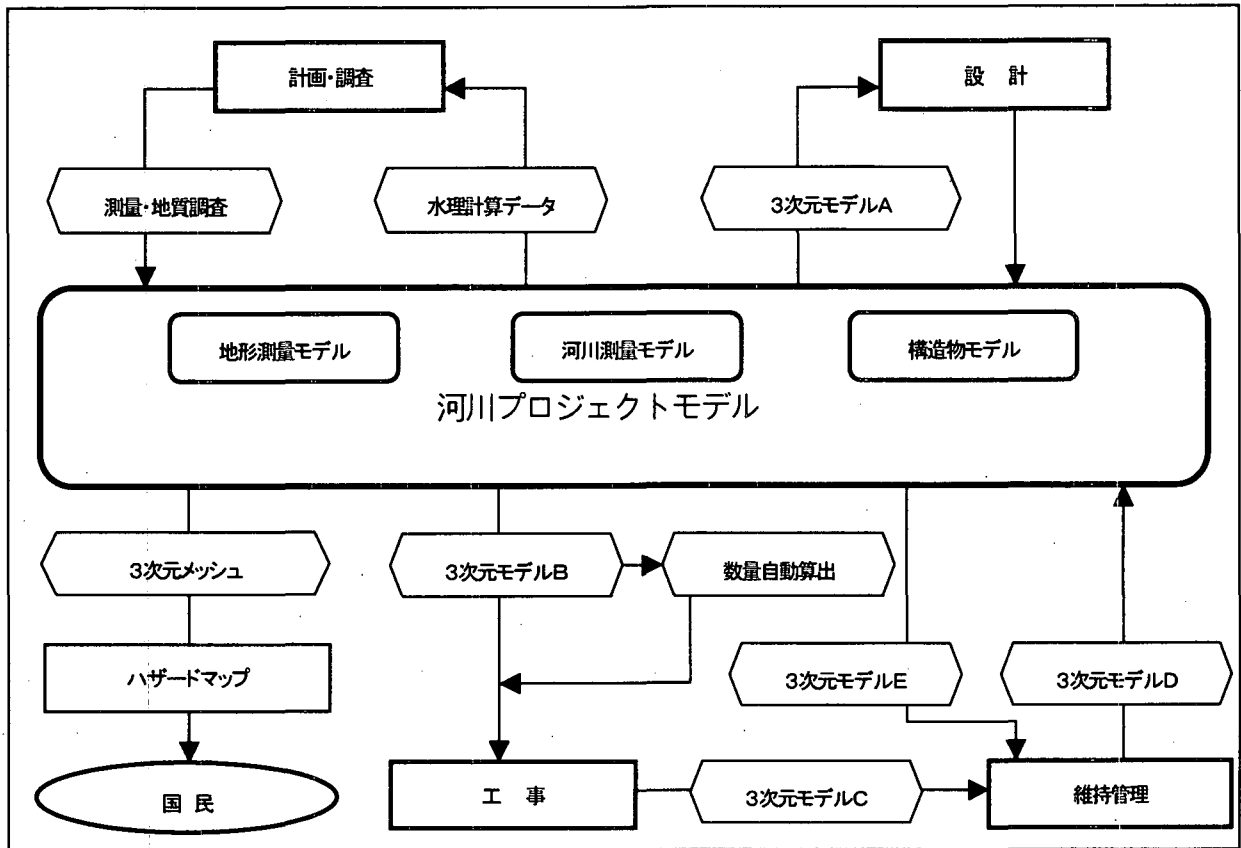 計画・調査
設 計
測量・地質調査
水理計算データ
3次元モデルA
地形測量モデル
河川測量モデル
構造物モデル
河川プロジェクトモデル
3次元メッシュ
3次元モデルB
数量自動算出
ハザードマップ
3次元モデルE
3次元モデルD
国 民
工 事
3次元モデルC
維持管理